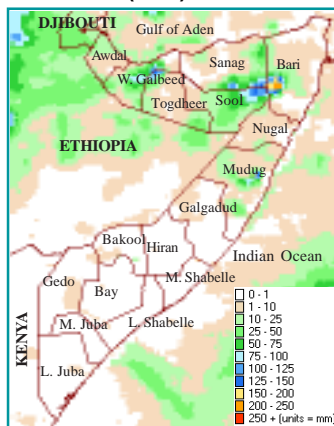 DJIBOUTI
Gulf of Aden
Awdal
Sanag
Bari
W. Galbeed
Togdheer
Sool
Nugal
ETHIOPIA
Mudug
Galgadud
Bakool
Hiran
Indian Ocean
Gedo
M. Shabelle
Bay
KENYA
M. Juba
L. Shabelle
L. Juba
0 - 1
1 - 10
10 - 25
25 - 50
50 - 75
75 - 100
100 - 125
125 - 150
150 - 200
200 - 250
250 + (units = mm)